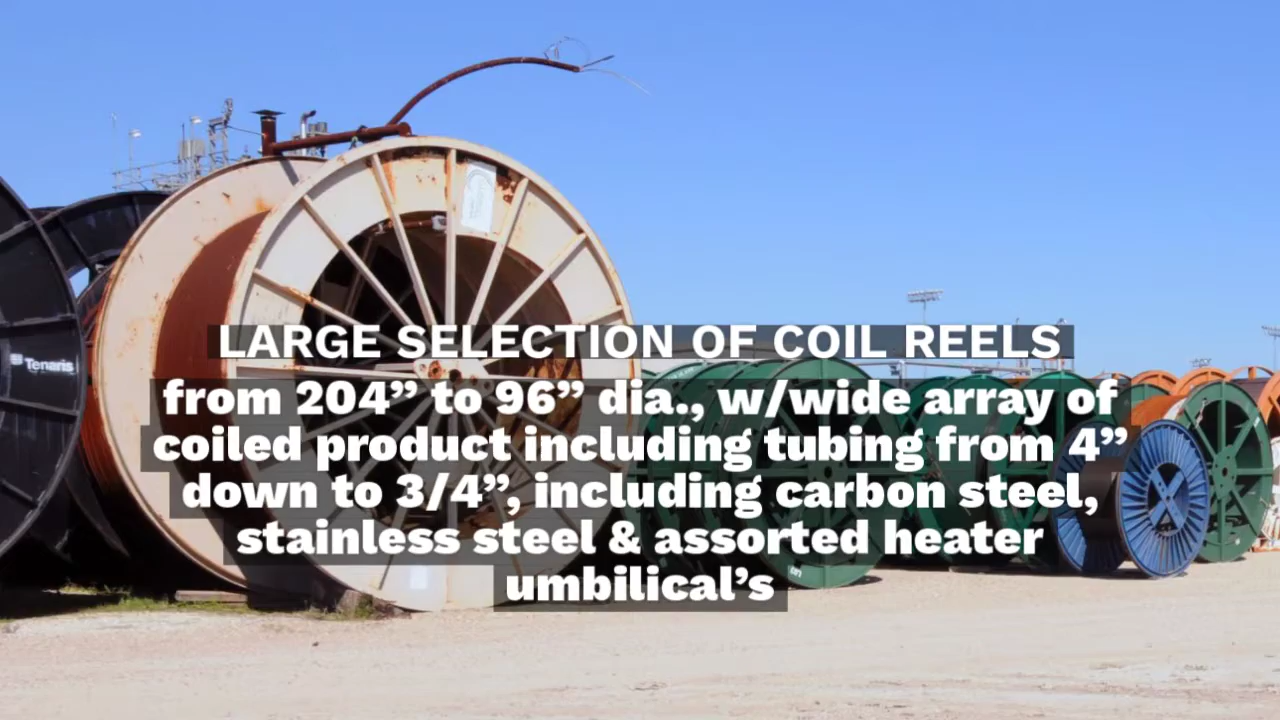 Tenaris
LARGE SELECTION OF COIL REELS
from 204” to 96” dia., w/wide array of
coiled product including tubing from 4”
down to 3/4”, including carbon steel,
stainless steel & assorted heater
umbilical’s